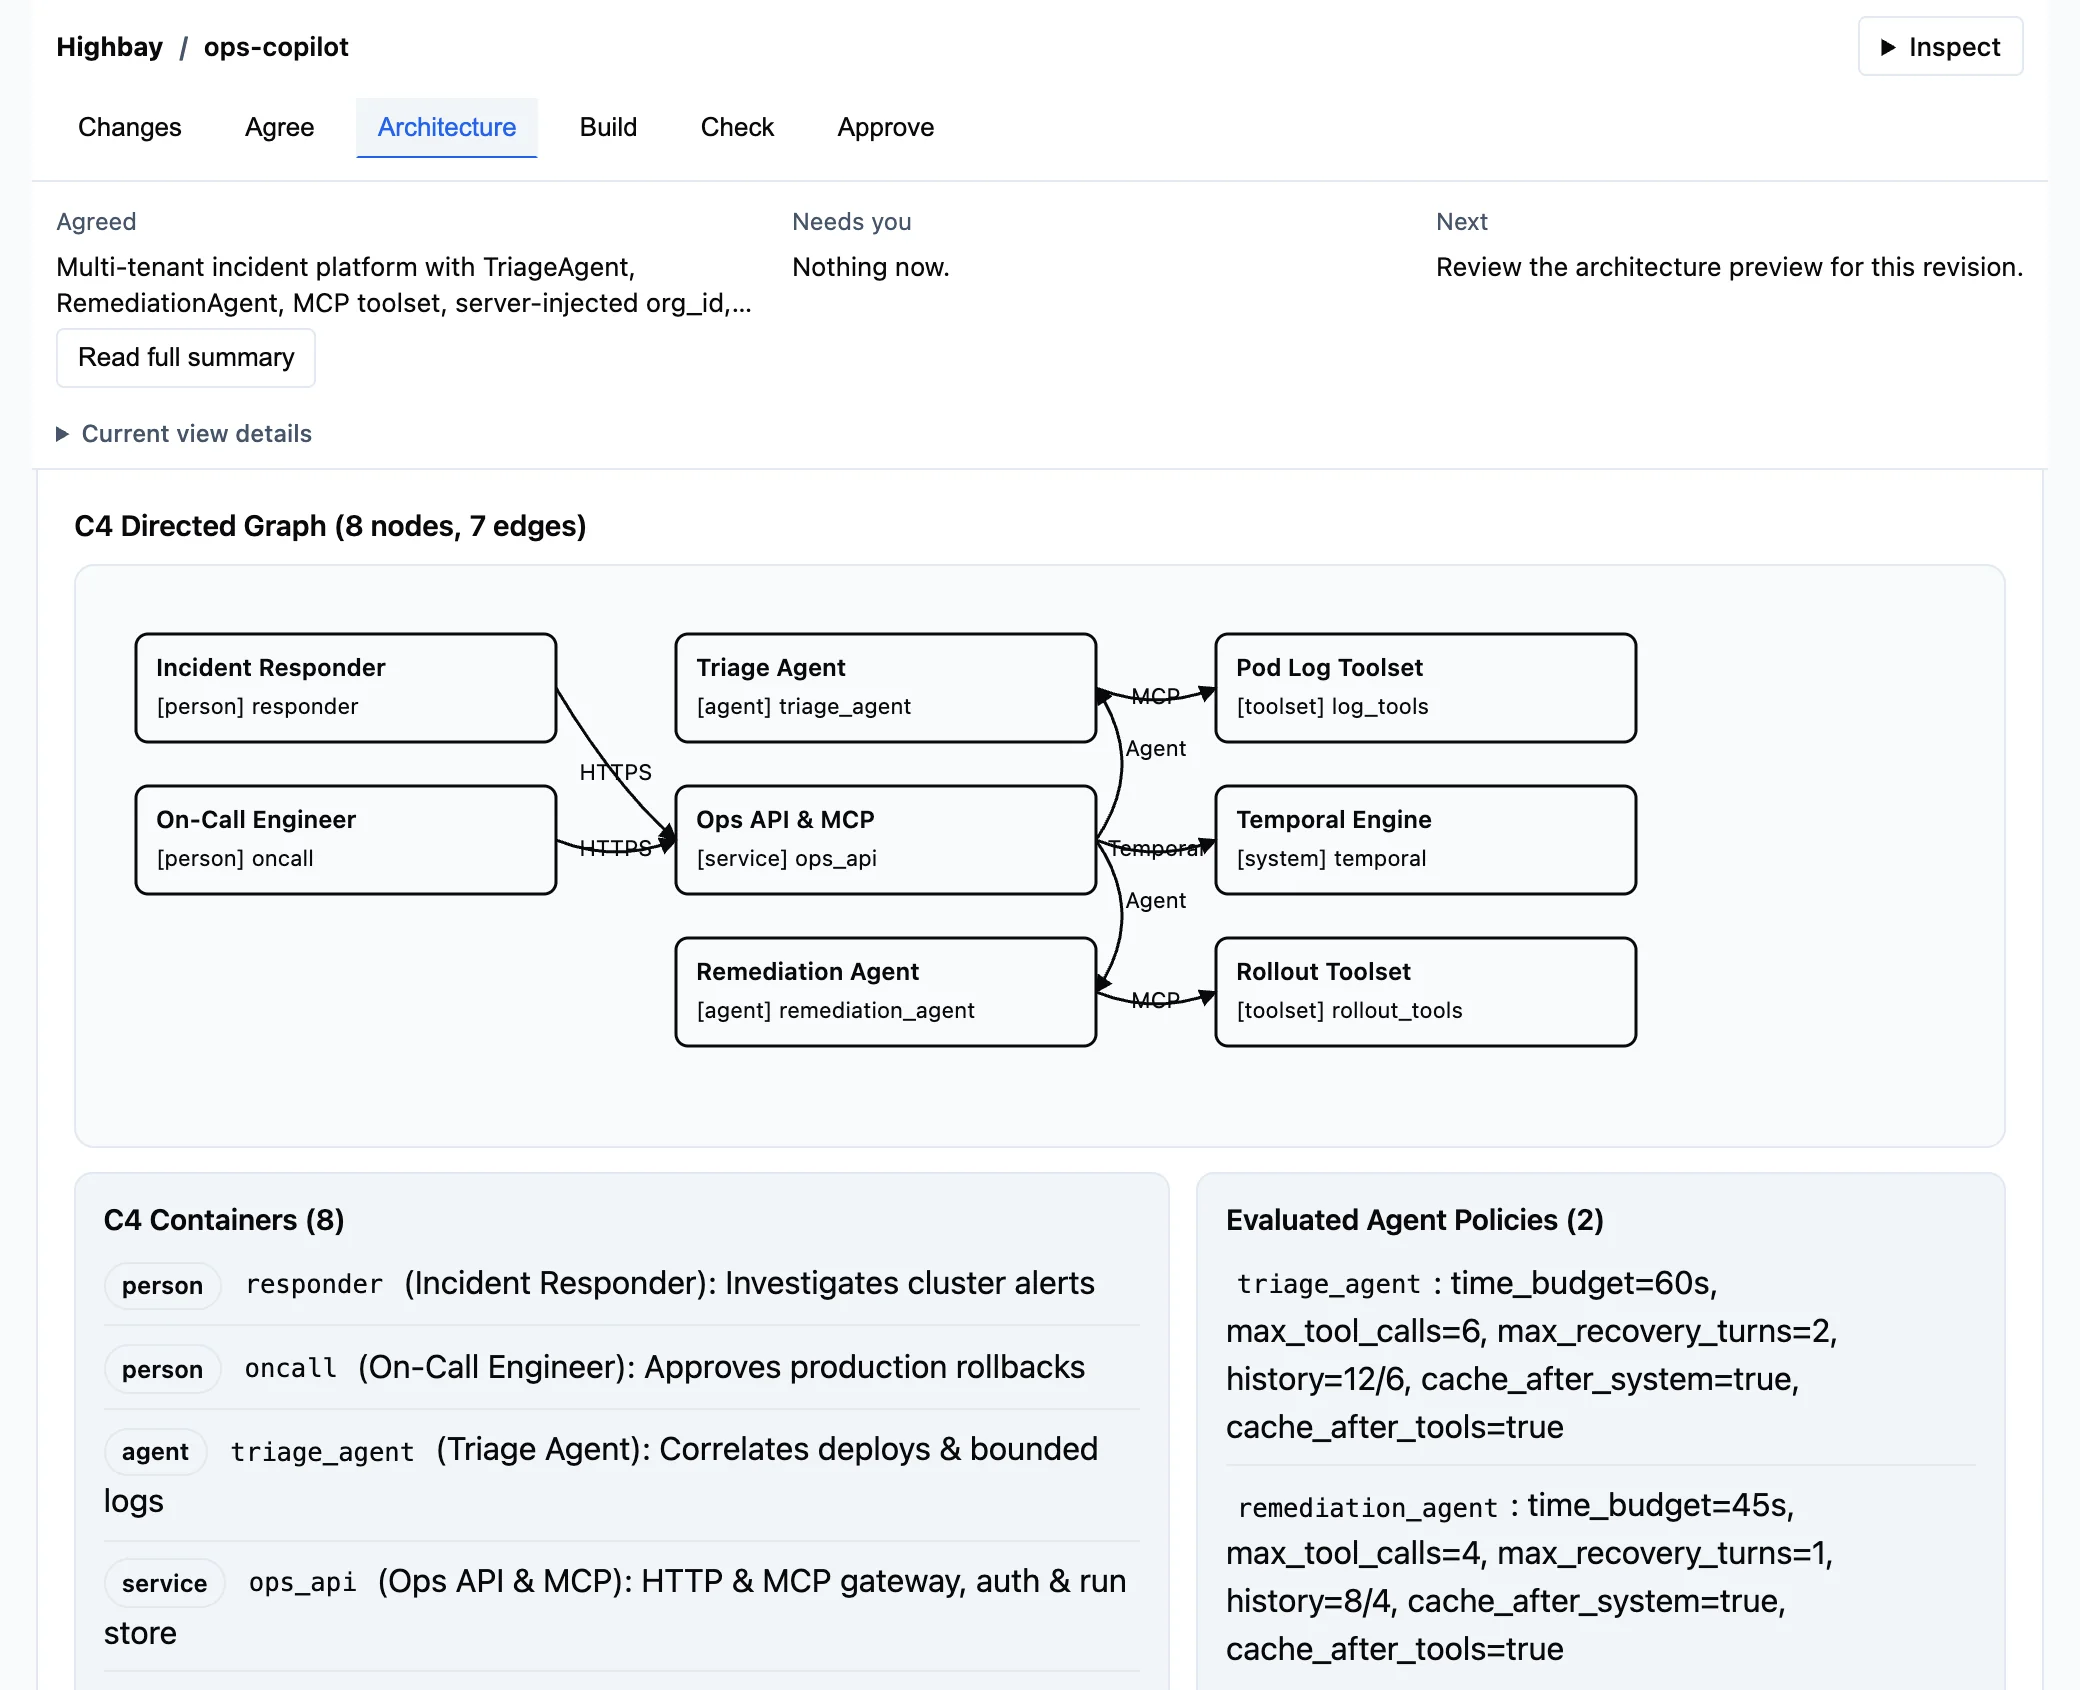 Highbay / ops-copilot
▶ Inspect
Changes Agree Architecture Build Check Approve
Agreed
Multi-tenant incident platform with TriageAgent,
RemediationAgent, MCP toolset, server-injected org_id,...
Read full summary
Needs you
Nothing now.
Next
Review the architecture preview for this revision.
▶ Current view details
C4 Directed Graph (8 nodes, 7 edges)
Incident Responder
[person] responder
On-Call Engineer
[person] oncall
HTTPS
HTTPS
Triage Agent
[agent] triage_agent
Ops API & MCP
[service] ops_api
Remediation Agent
[agent] remediation_agent
MCP
Agent
Temporal
Agent
MCP
Pod Log Toolset
[toolset] log_tools
Temporal Engine
[system] temporal
Rollout Toolset
[toolset] rollout_tools
C4 Containers (8)
person responder (Incident Responder): Investigates cluster alerts
person oncall (On-Call Engineer): Approves production rollbacks
agent triage_agent (Triage Agent): Correlates deploys & bounded
logs
service ops_api (Ops API & MCP): HTTP & MCP gateway, auth & run
store
Evaluated Agent Policies (2)
triage_agent : time_budget=60s,
max_tool_calls=6, max_recovery_turns=2,
history=12/6, cache_after_system=true,
cache_after_tools=true
remediation_agent : time_budget=45s,
max_tool_calls=4, max_recovery_turns=1,
history=8/4, cache_after_system=true,
cache_after_tools=true